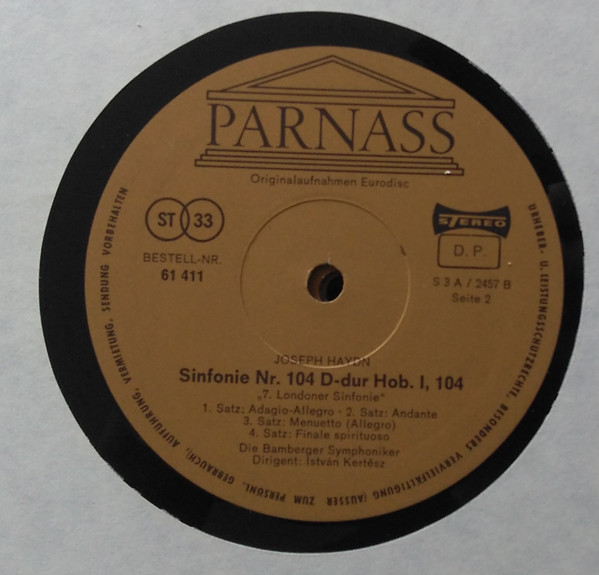 PARNASS
Originalaufnahmen Eurodisc
ST 33
BESTELL-NR.
61 411
STEREO
D. P.
S 3 A / 2457 B
Seite 2
JOSEPH HAYDN
Sinfonie Nr. 104 D-dur Hob. I, 104
„7. Londoner Sinfonie"
1. Satz: Adagio-Allegro · 2. Satz: Andante
3. Satz: Menuetto (Allegro)
4. Satz: Finale spirituoso
Die Bamberger Symphoniker
Dirigent: István Kertész
URHEBER- U. LEISTUNGSSCHUTZRECHTE, BESONDERS VERVIELFÄLTIGUNG (AUSSER ZUM PERSÖNL. GEBRAUCH), AUFFÜHRUNG, VERMIETUNG, SENDUNG VORBEHALTEN